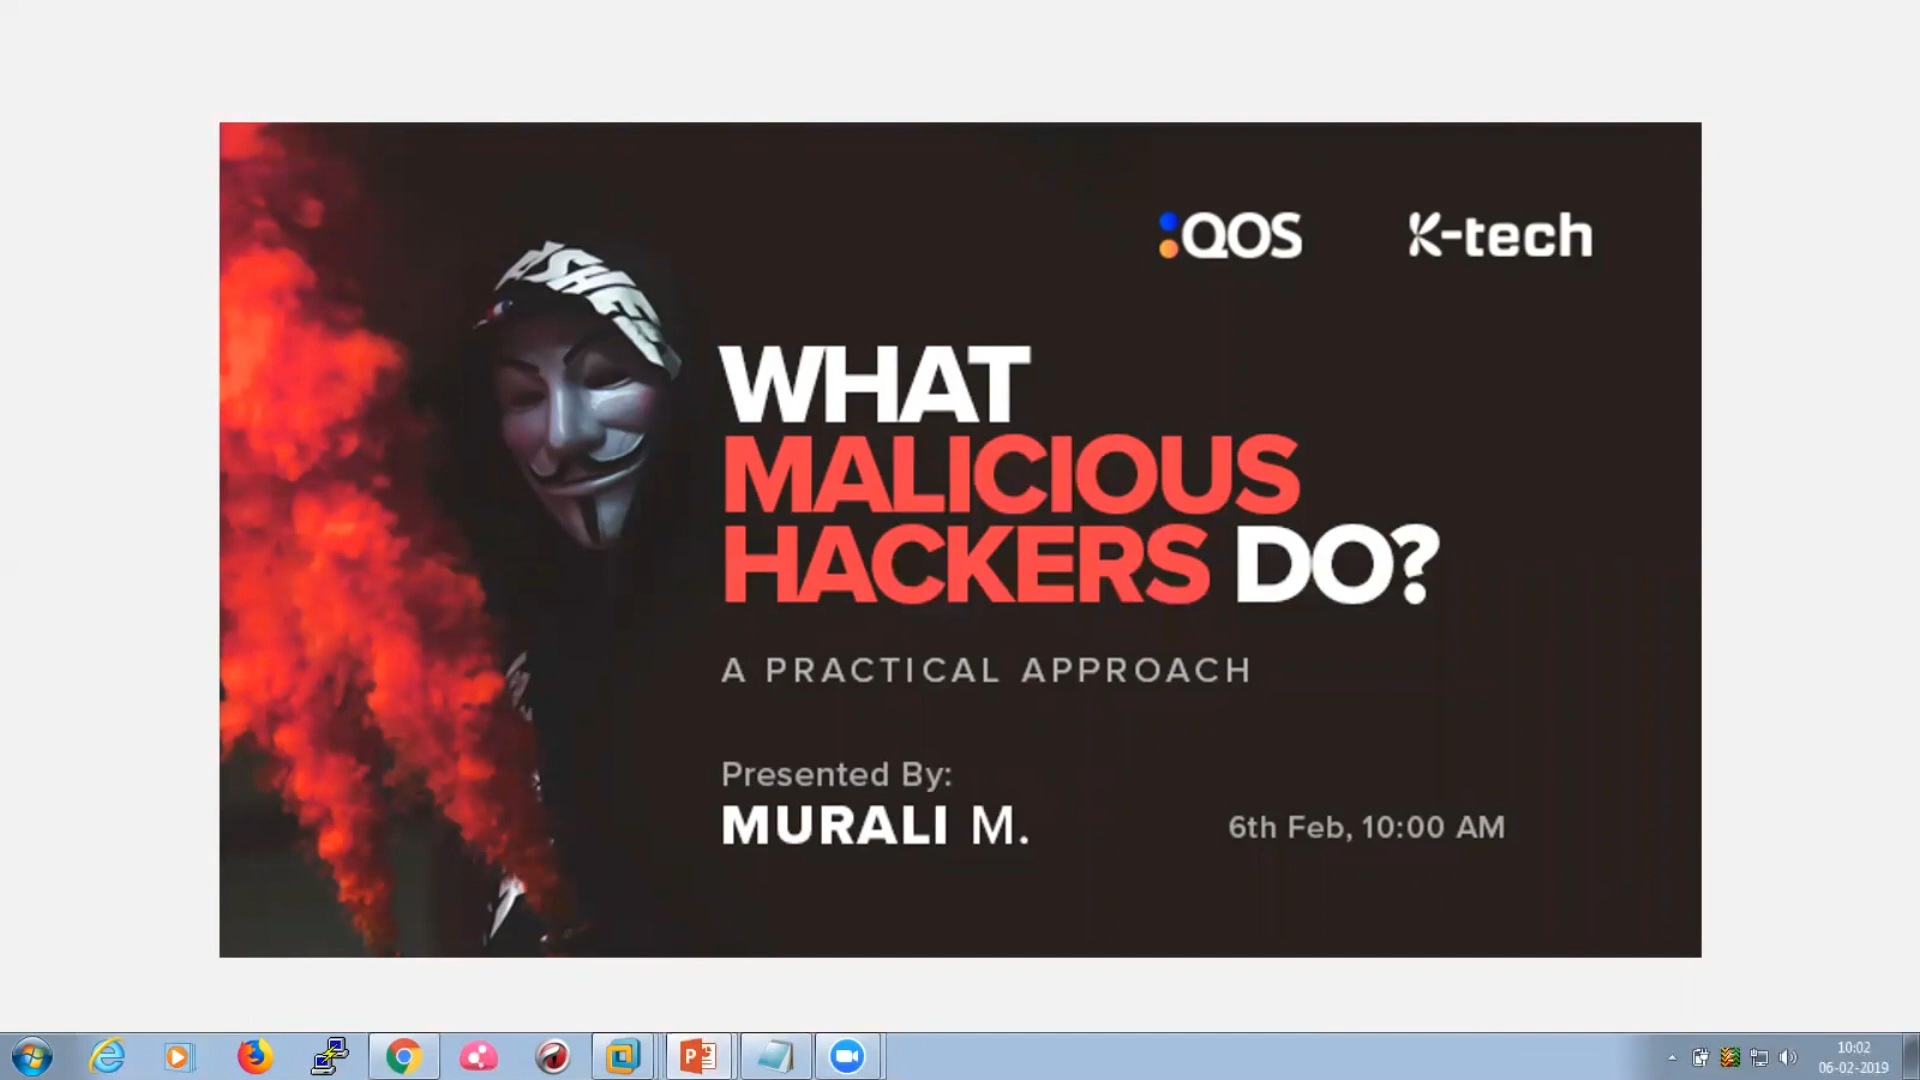 QOS
K-tech
WHAT
MALICIOUS
HACKERS DO?
A PRACTICAL APPROACH
Presented By:
MURALI M.
6th Feb, 10:00 AM
10:02
06-02-2019